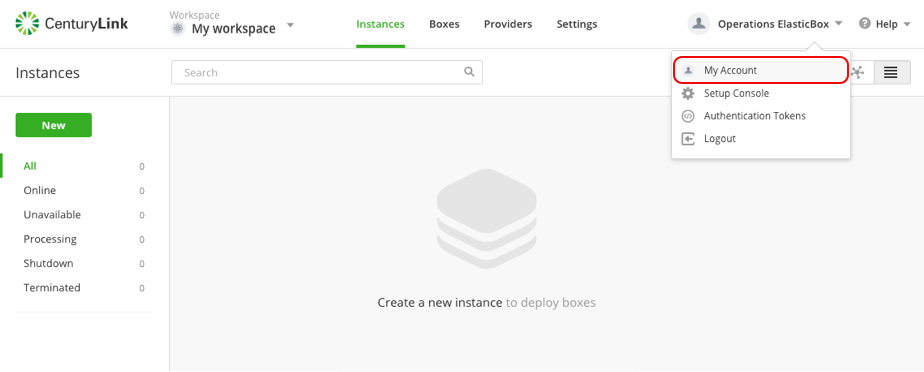 CenturyLink
Workspace
My workspace
Instances
Boxes
Providers
Settings
Operations ElasticBox
Help
Instances
Search
My Account
Setup Console
Authentication Tokens
Logout
New
All 0
Online 0
Unavailable 0
Processing 0
Shutdown 0
Terminated 0
Create a new instance to deploy boxes